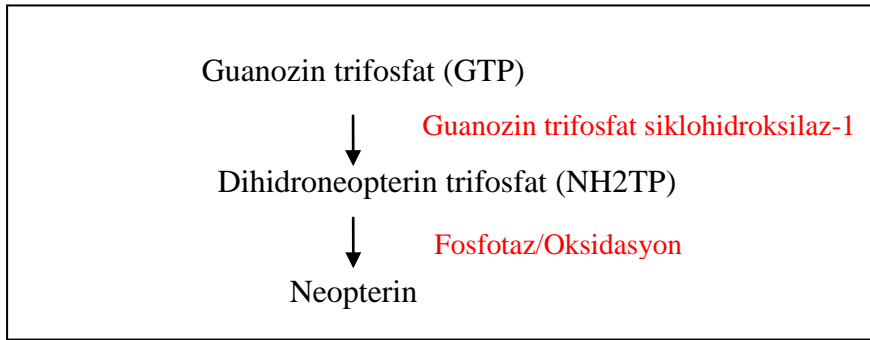 Guanozin trifosfat (GTP)
Guanozin trifosfat siklohidroksilaz-1
Dihidroneopterin trifosfat (NH2TP)
Fosfotaz/Oksidasyon
Neopterin